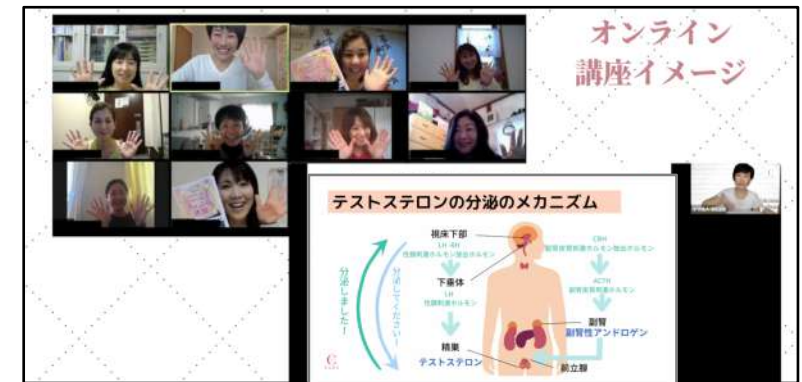 オンライン
講座イメージ
テストステロンの分泌のメカニズム
視床下部
性腺刺激ホルモン放出ホルモン
下垂体
LH
性腺刺激ホルモン
精巣
テストステロン
分泌しました!
分泌してください!
CRH
副腎皮質刺激ホルモン放出ホルモン
ACTH
副腎皮質刺激ホルモン
副腎
副腎性アンドロゲン
前立腺
C